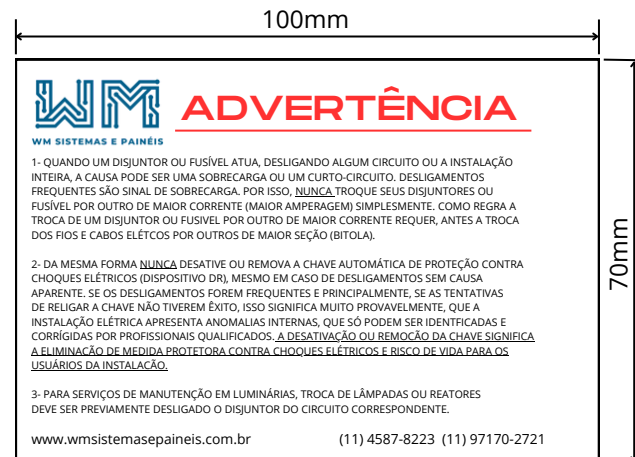 100mm
WM
WM SISTEMAS E PAINÉIS
ADVERTÊNCIA
1- QUANDO UM DISJUNTOR OU FUSÍVEL ATUA, DESLIGANDO ALGUM CIRCUITO OU A INSTALAÇÃO
INTEIRA, A CAUSA PODE SER UMA SOBRECARGA OU UM CURTO-CIRCUITO. DESLIGAMENTOS
FREQUENTES SÃO SINAL DE SOBRECARGA. POR ISSO, NUNCA TROQUE SEUS DISJUNTORES OU
FUSÍVEL POR OUTRO DE MAIOR CORRENTE (MAIOR AMPERAGEM) SIMPLESMENTE. COMO REGRA A
TROCA DE UM DISJUNTOR OU FUSIVEL POR OUTRO DE MAIOR CORRENTE REQUER, ANTES A TROCA
DOS FIOS E CABOS ELÉTCOS POR OUTROS DE MAIOR SEÇÃO (BITOLA).
2- DA MESMA FORMA NUNCA DESATIVE OU REMOVA A CHAVE AUTOMÁTICA DE PROTEÇÃO CONTRA
CHOQUES ELÉTRICOS (DISPOSITIVO DR), MESMO EM CASO DE DESLIGAMENTOS SEM CAUSA
APARENTE. SE OS DESLIGAMENTOS FOREM FREQUENTES E PRINCIPALMENTE, SE AS TENTATIVAS
DE RELIGAR A CHAVE NÃO TIVEREM ÊXITO, ISSO SIGNIFICA MUITO PROVAVELMENTE, QUE A
INSTALAÇÃO ELÉTRICA APRESENTA ANOMALIAS INTERNAS, QUE SÓ PODEM SER IDENTFICADAS E
CORRÍGIDAS POR PROFISSIONAIS QUALIFICADOS. A DESATIVAÇÃO OU REMOCÃO DA CHAVE SIGNIFICA
A ELIMINAÇÃO DE MEDIDA PROTETORA CONTRA CHOQUES ELÉTRICOS E RISCO DE VIDA PARA OS
USUÁRIOS DA INSTALACÃO.
3- PARA SERVIÇOS DE MANUTENÇÃO EM LUMINÁRIAS, TROCA DE LÂMPADAS OU REATORES
DEVE SER PREVIAMENTE DESLIGADO O DISJUNTOR DO CIRCUITO CORRESPONDENTE.
www.wmsistemasepaineis.com.br (11) 4587-8223 (11) 97170-2721
70mm